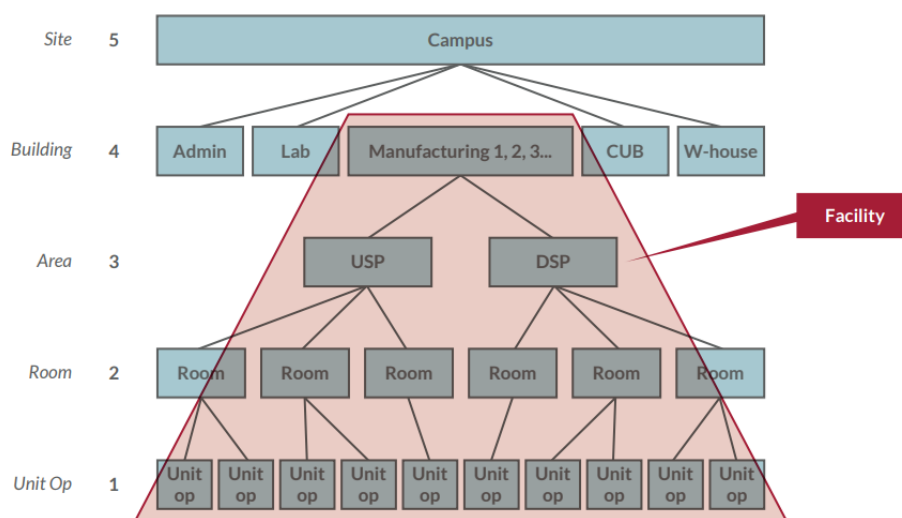 Site 5 Campus
Building 4 Admin Lab Manufacturing 1, 2, 3... CUB W-house
Facility
Area 3 USP DSP
Room 2 Room Room Room Room Room Room
Unit Op 1 Unit op Unit op Unit op Unit op Unit op Unit op Unit op Unit op Unit op Unit op